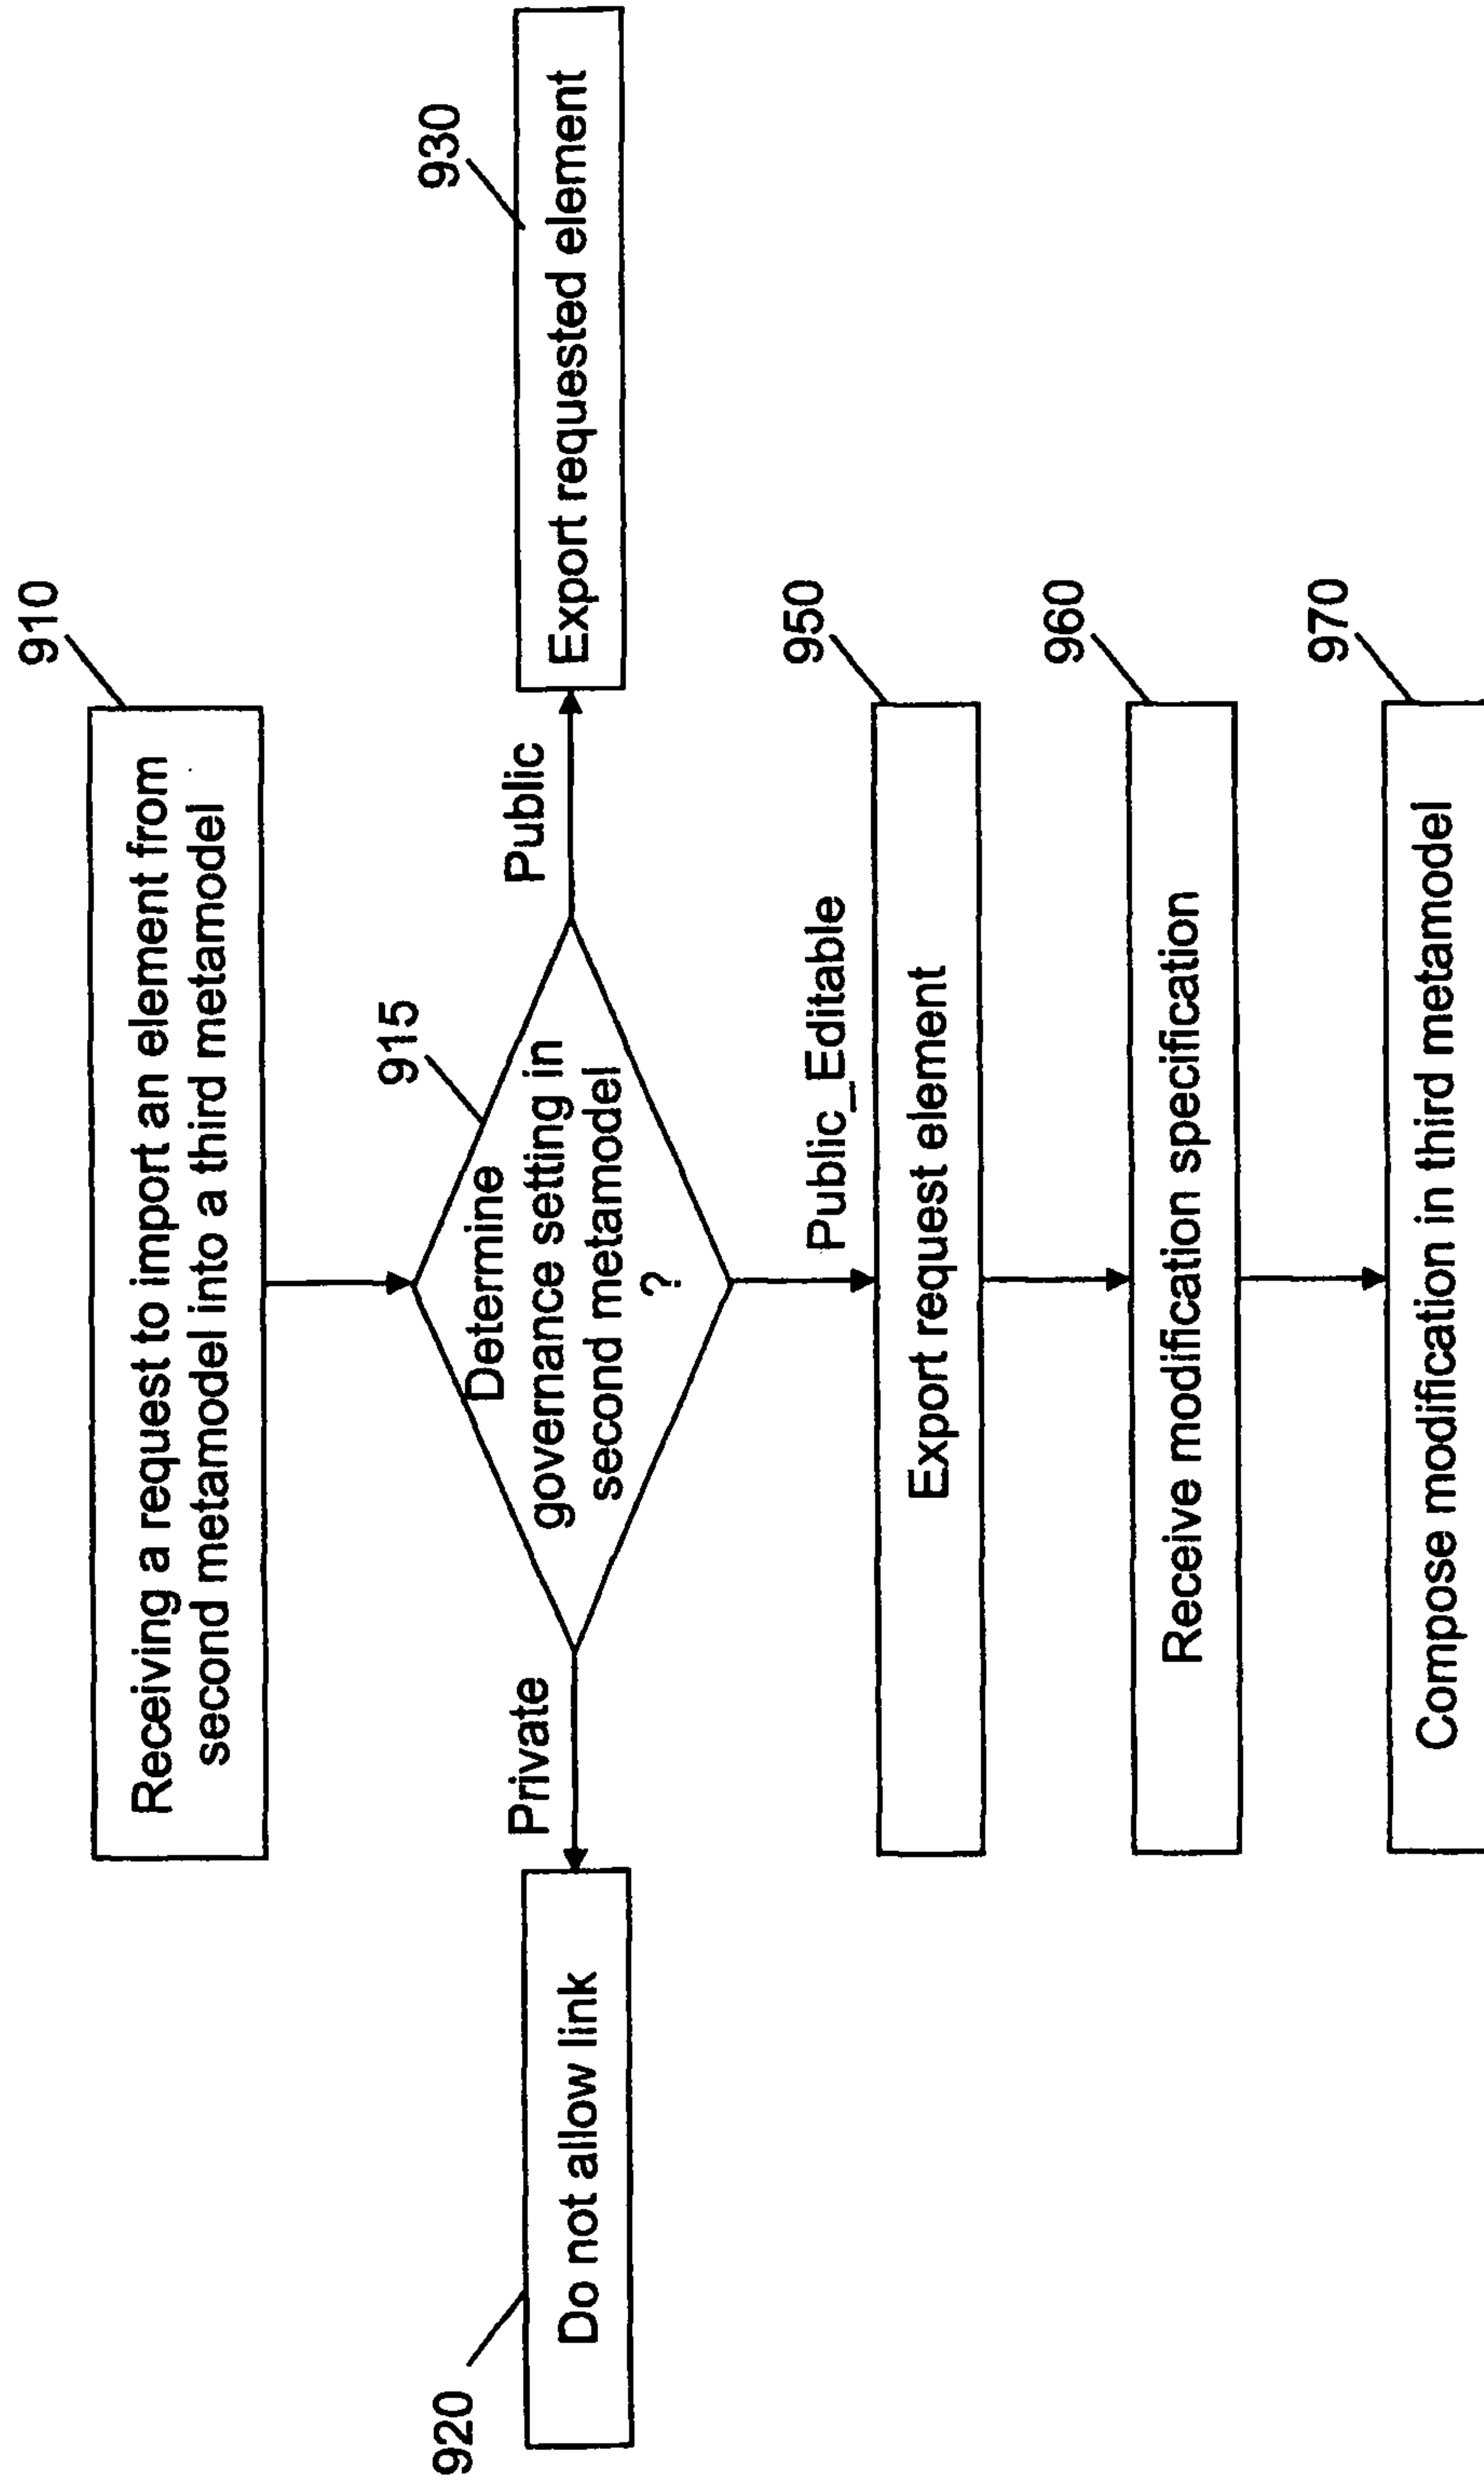 910
Receiving a request to import an element from
second metamodel into a third metamodel
915
Determine
governance setting in
second metamodel
?
Private
Public
920
Do not allow link
930
Export requested element
Public_Editable
950
Export request element
960
Receive modification specification
970
Compose modification in third metamodel